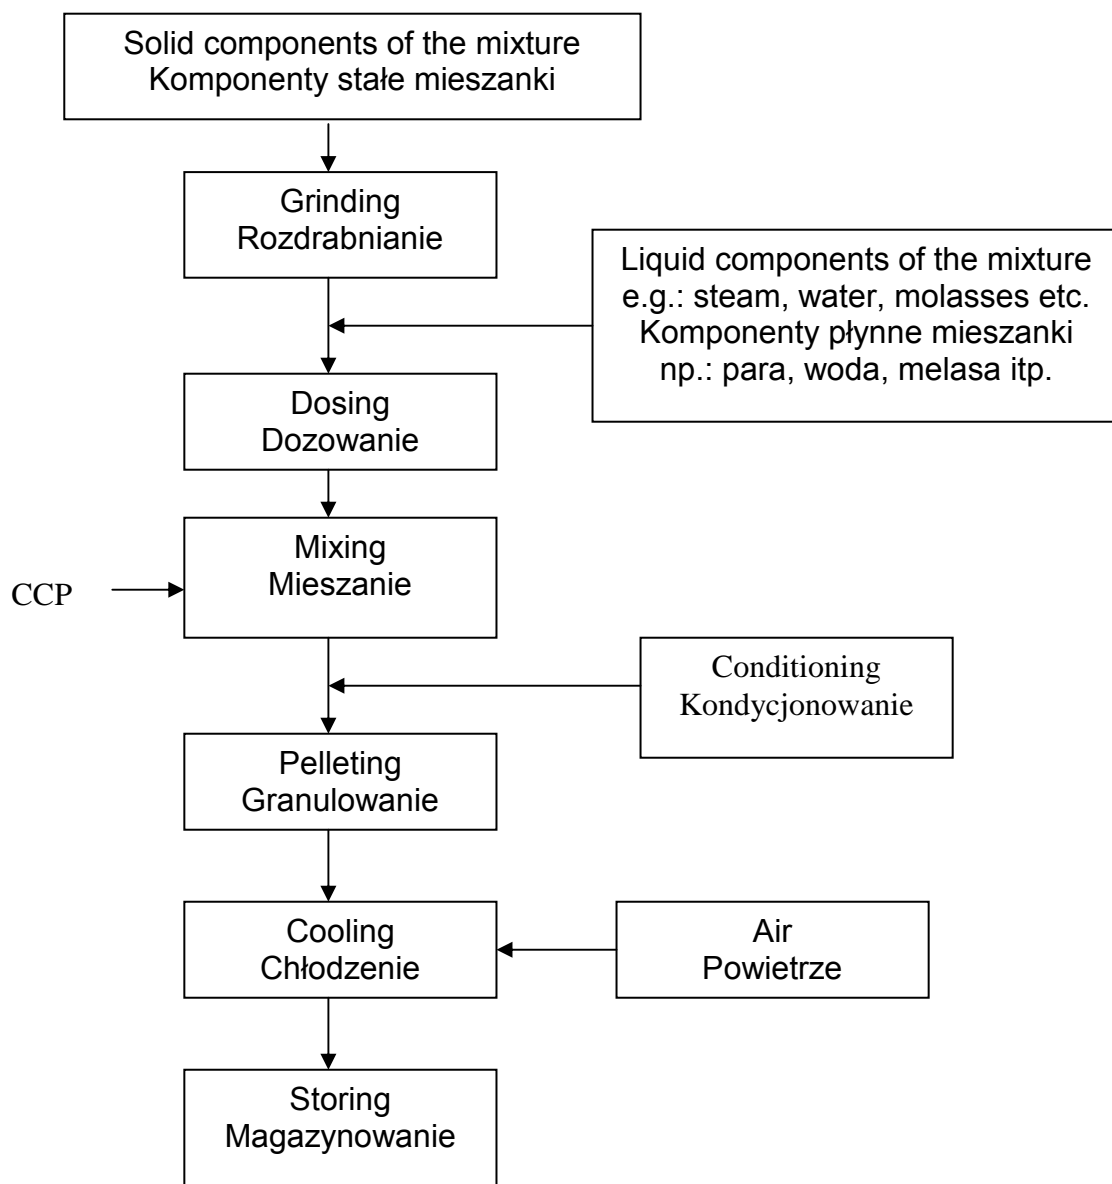 Solid components of the mixture
Komponenty stałe mieszanki
Grinding
Rozdrabnianie
Liquid components of the mixture
e.g.: steam, water, molasses etc.
Komponenty płynne mieszanki
np.: para, woda, melasa itp.
Dosing
Dozowanie
Mixing
Mieszanie
CCP
Conditioning
Kondycjonowanie
Pelleting
Granulowanie
Cooling
Chłodzenie
Air
Powietrze
Storing
Magazynowanie